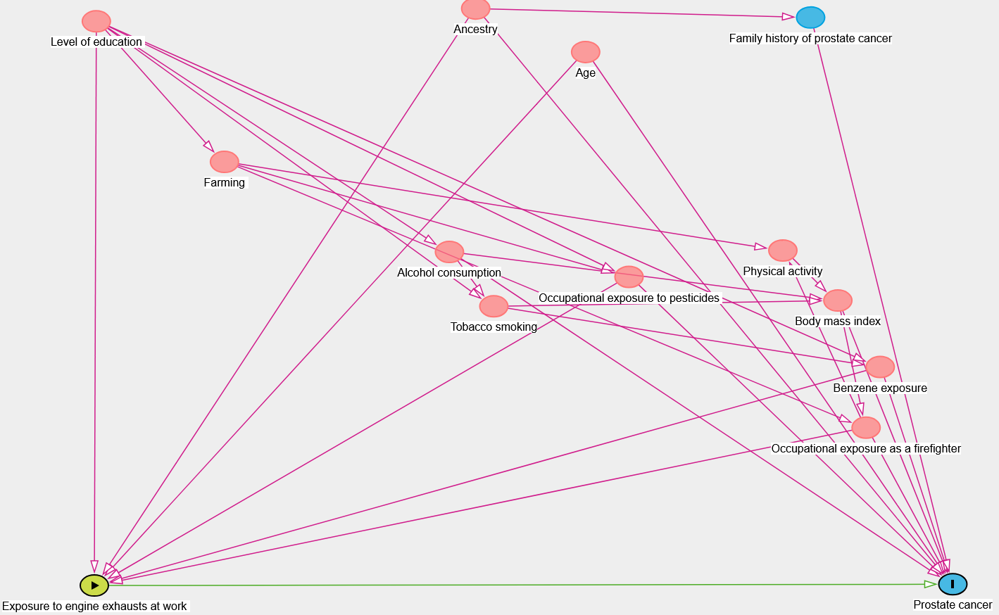 Level of education
Ancestry
Family history of prostate cancer
Age
Farming
Alcohol consumption
Physical activity
Occupational exposure to pesticides
Tobacco smoking
Body mass index
Benzene exposure
Occupational exposure as a firefighter
Exposure to engine exhausts at work
Prostate cancer